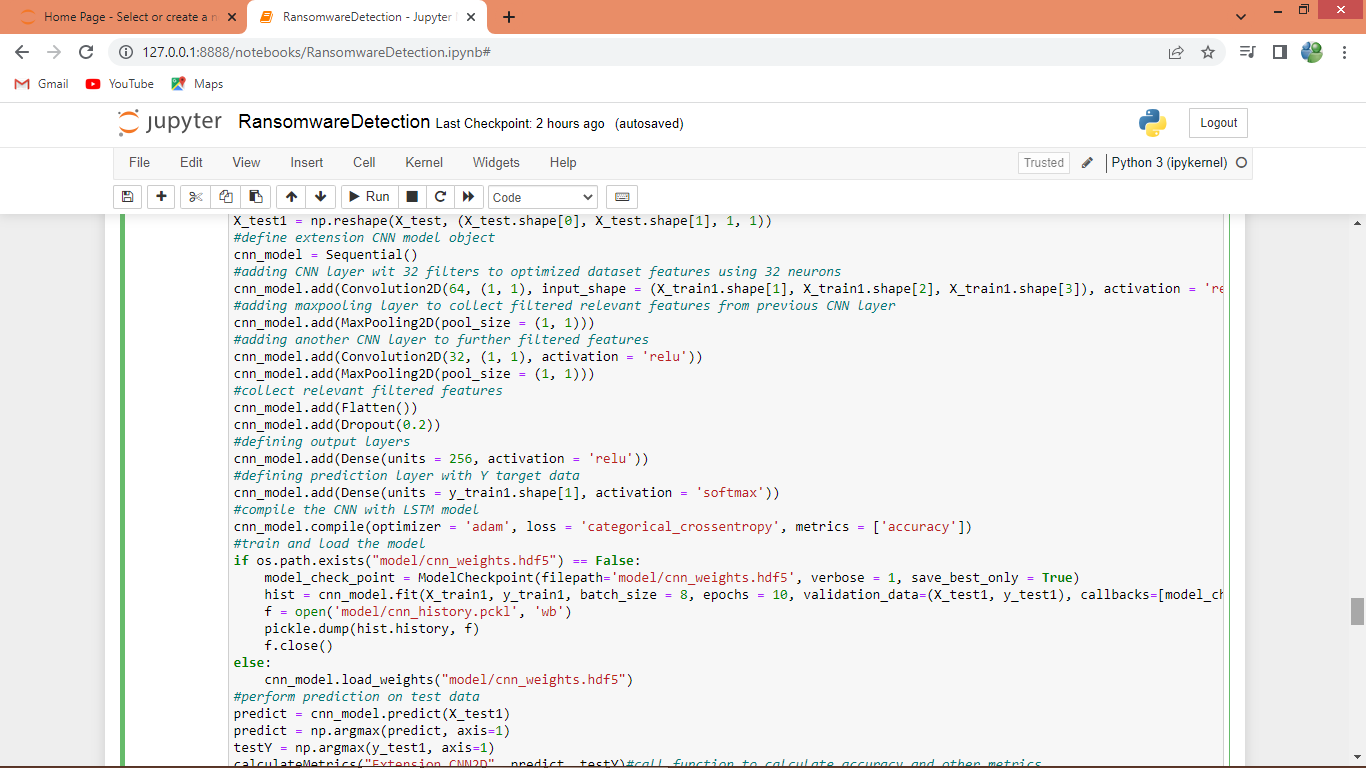 Home Page - Select or create a n
RansomwareDetection - Jupyter
127.0.0.1:8888/notebooks/RansomwareDetection.ipynb#
Gmail YouTube Maps
jupyter RansomwareDetection Last Checkpoint: 2 hours ago (autosaved)
Logout
File Edit View Insert Cell Kernel Widgets Help
Trusted
Python 3 (ipykernel)
Run
Code
X_test1 = np.reshape(X_test, (X_test.shape[0], X_test.shape[1], 1, 1))
#define extension CNN model object
cnn_model = Sequential()
#adding CNN layer wit 32 filters to optimized dataset features using 32 neurons
cnn_model.add(Convolution2D(64, (1, 1), input_shape = (X_train1.shape[1], X_train1.shape[2], X_train1.shape[3]), activation = 're
#adding maxpooling layer to collect filtered relevant features from previous CNN layer
cnn_model.add(MaxPooling2D(pool_size = (1, 1)))
#adding another CNN layer to further filtered features
cnn_model.add(Convolution2D(32, (1, 1), activation = 'relu'))
cnn_model.add(MaxPooling2D(pool_size = (1, 1)))
#collect relevant filtered features
cnn_model.add(Flatten())
cnn_model.add(Dropout(0.2))
#defining output layers
cnn_model.add(Dense(units = 256, activation = 'relu'))
#defining prediction layer with Y target data
cnn_model.add(Dense(units = y_train1.shape[1], activation = 'softmax'))
#compile the CNN with LSTM model
cnn_model.compile(optimizer = 'adam', loss = 'categorical_crossentropy', metrics = ['accuracy'])
#train and load the model
if os.path.exists("model/cnn_weights.hdf5") == False:
    model_check_point = ModelCheckpoint(filepath='model/cnn_weights.hdf5', verbose = 1, save_best_only = True)
    hist = cnn_model.fit(X_train1, y_train1, batch_size = 8, epochs = 10, validation_data=(X_test1, y_test1), callbacks=[model_ch
    f = open('model/cnn_history.pckl', 'wb')
    pickle.dump(hist.history, f)
    f.close()
else:
    cnn_model.load_weights("model/cnn_weights.hdf5")
#perform prediction on test data
predict = cnn_model.predict(X_test1)
predict = np.argmax(predict, axis=1)
testY = np.argmax(y_test1, axis=1)
calculateMetrics("Extension CNN2D", predict, testY)#call function to calculate accuracy and other metrics